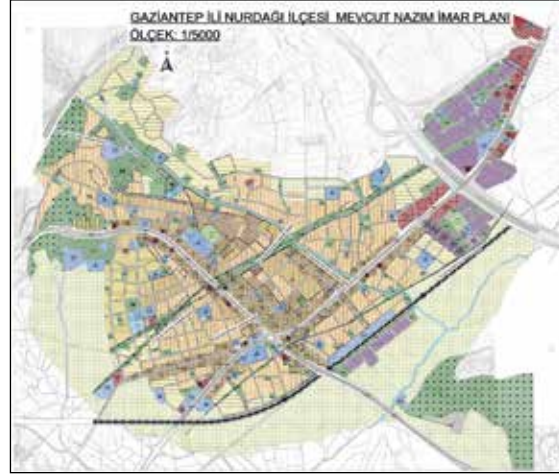 GAZİANTEP İLİ NURDAĞI İLÇESİ MEVCUT NAZIM İMAR PLANI
ÖLÇEK: 1/5000